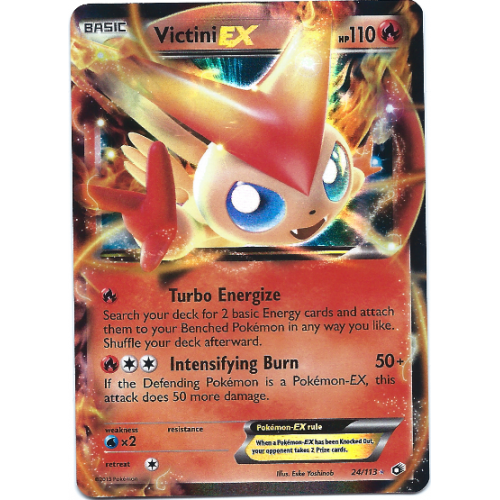 BASIC Victini EX HP110
Turbo Energize
Search your deck for 2 basic Energy cards and attach
them to your Benched Pokémon in any way you like.
Shuffle your deck afterward.
Intensifying Burn 50+
If the Defending Pokémon is a Pokémon-EX, this
attack does 50 more damage.
weakness resistance
×2
retreat
Pokémon-EX rule
When a Pokémon-EX has been Knocked Out,
your opponent takes 2 Prize cards.
©2013 Pokémon Illus. Eske Yoshinob 24/113